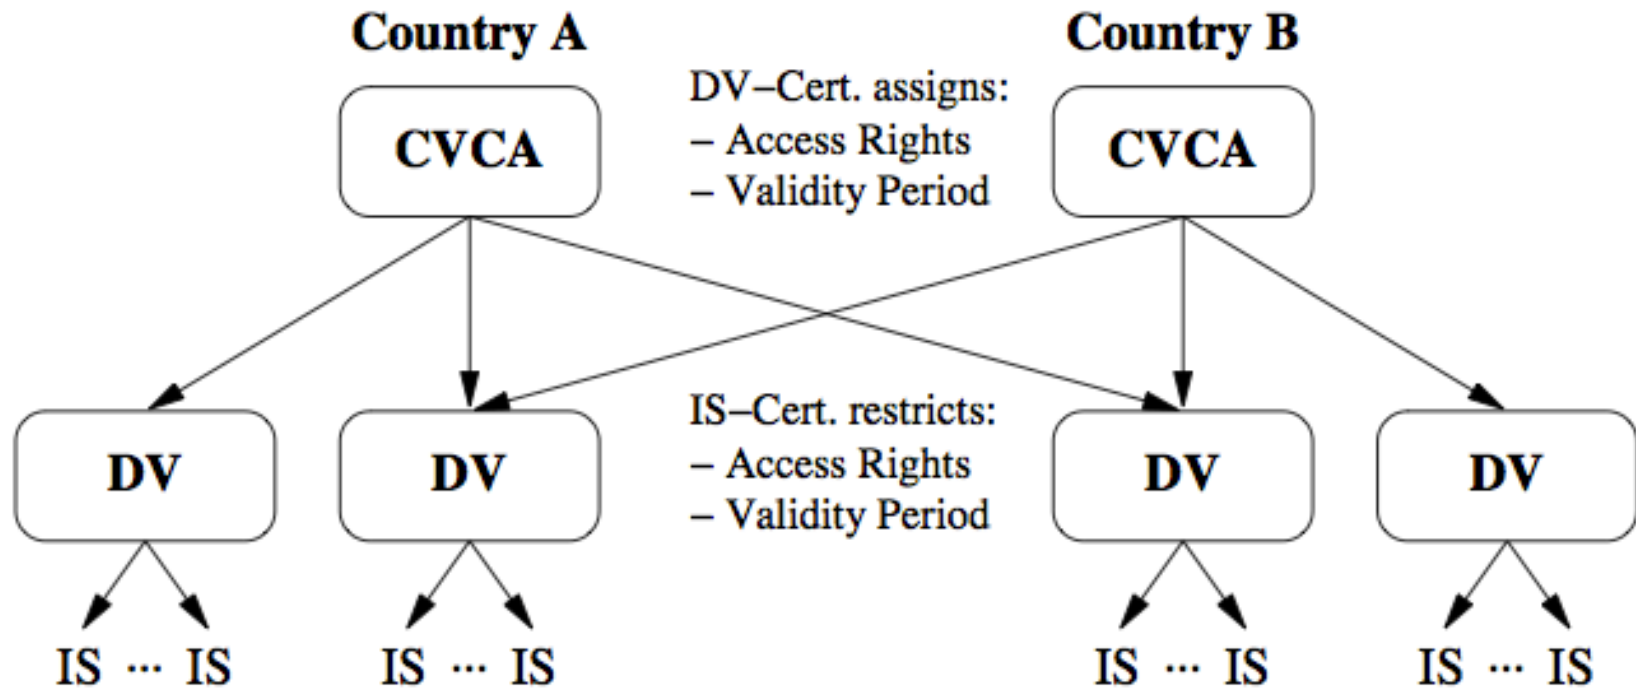 Country A
Country B
CVCA
DV–Cert. assigns:
– Access Rights
– Validity Period
CVCA
DV
DV
IS–Cert. restricts:
– Access Rights
– Validity Period
DV
DV
IS ··· IS
IS ··· IS
IS ··· IS
IS ··· IS